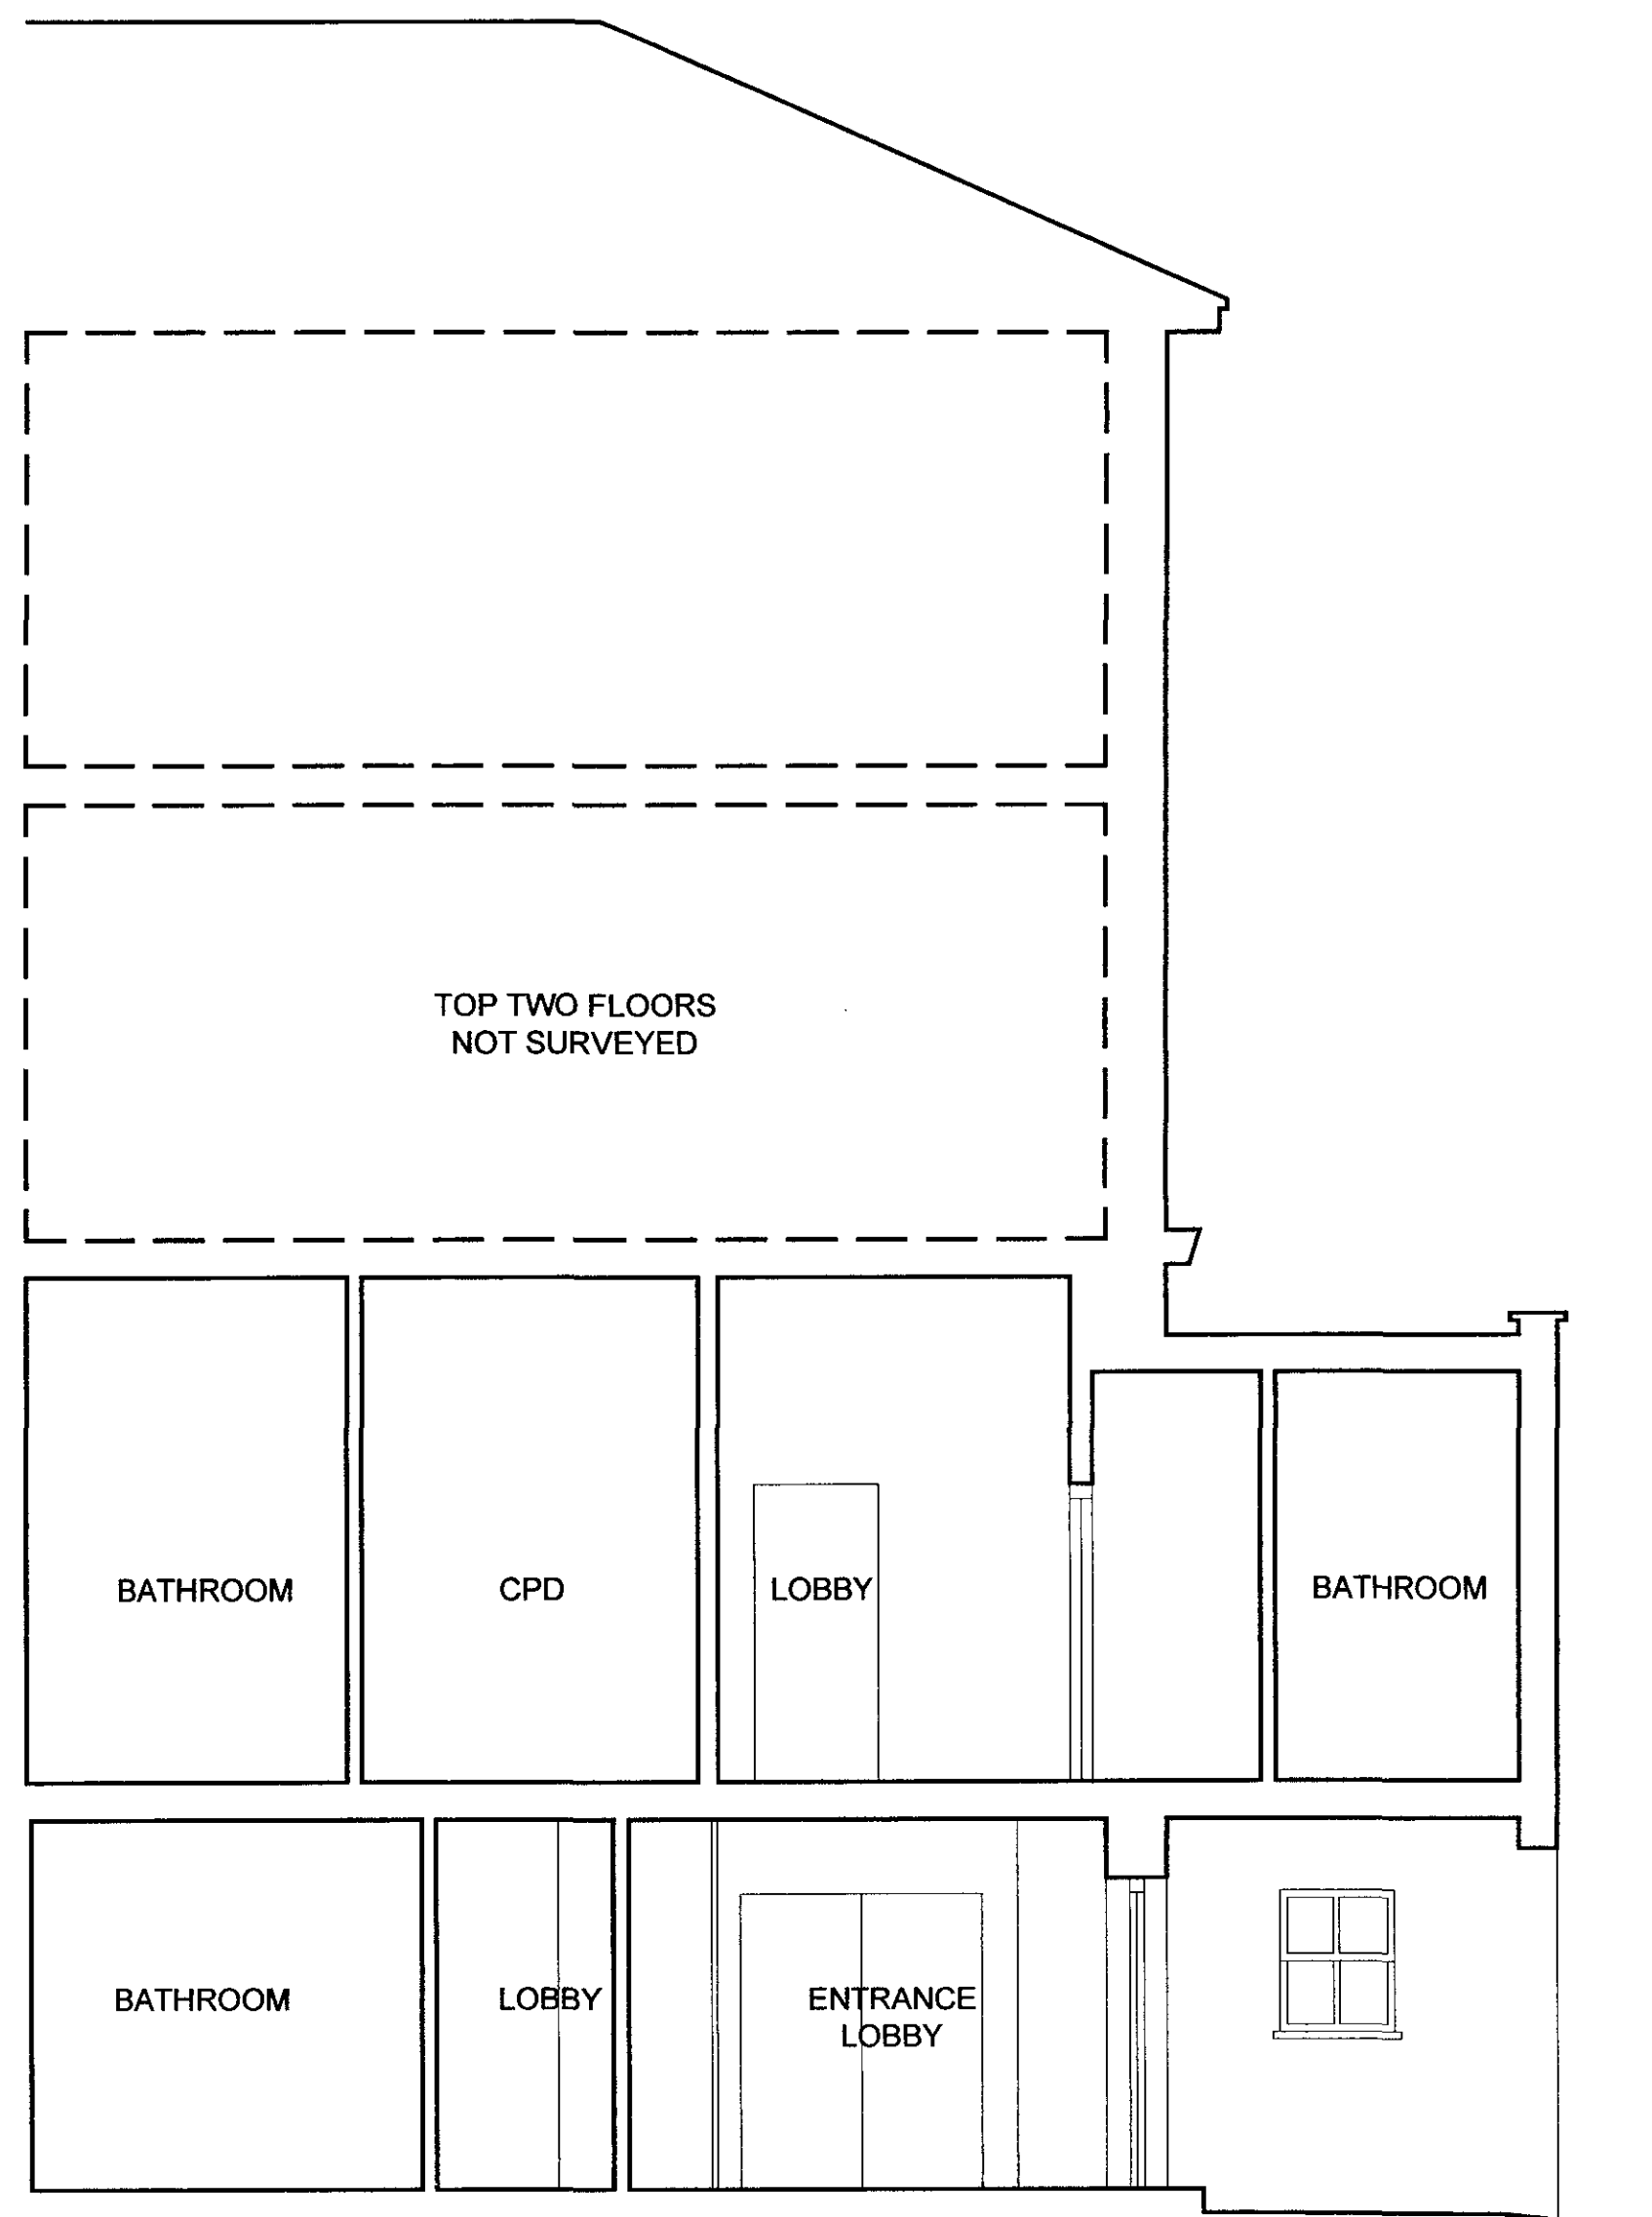 TOP TWO FLOORS
NOT SURVEYED
BATHROOM
CPD
LOBBY
BATHROOM
BATHROOM
LOBBY
ENTRANCE
LOBBY